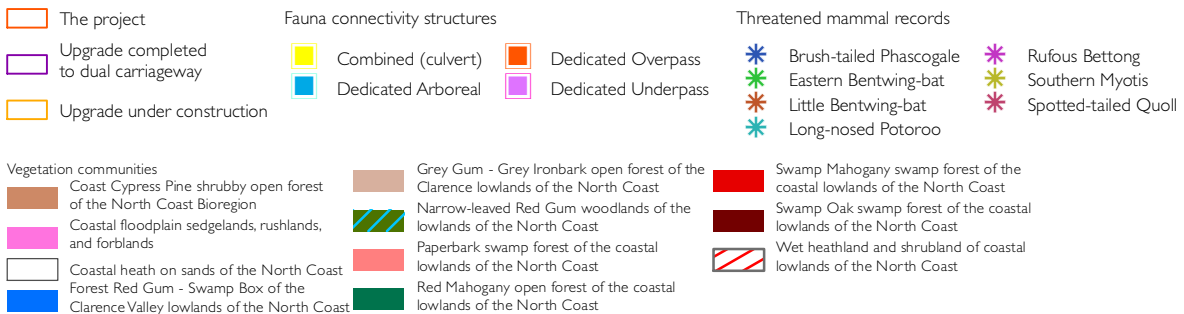 The project
Upgrade completed
to dual carriageway
Upgrade under construction
Fauna connectivity structures
Combined (culvert)
Dedicated Arboreal
Dedicated Overpass
Dedicated Underpass
Threatened mammal records
Brush-tailed Phascogale
Eastern Bentwing-bat
Little Bentwing-bat
Long-nosed Potoroo
Rufous Bettong
Southern Myotis
Spotted-tailed Quoll
Vegetation communities
Coast Cypress Pine shrubby open forest
of the North Coast Bioregion
Coastal floodplain sedgelands, rushlands,
and forblands
Coastal heath on sands of the North Coast
Forest Red Gum - Swamp Box of the
Clarence Valley lowlands of the North Coast
Grey Gum - Grey Ironbark open forest of the
Clarence lowlands of the North Coast
Narrow-leaved Red Gum woodlands of the
lowlands of the North Coast
Paperbark swamp forest of the coastal
lowlands of the North Coast
Red Mahogany open forest of the coastal
lowlands of the North Coast
Swamp Mahogany swamp forest of the
coastal lowlands of the North Coast
Swamp Oak swamp forest of the coastal
lowlands of the North Coast
Wet heathland and shrubland of coastal
lowlands of the North Coast